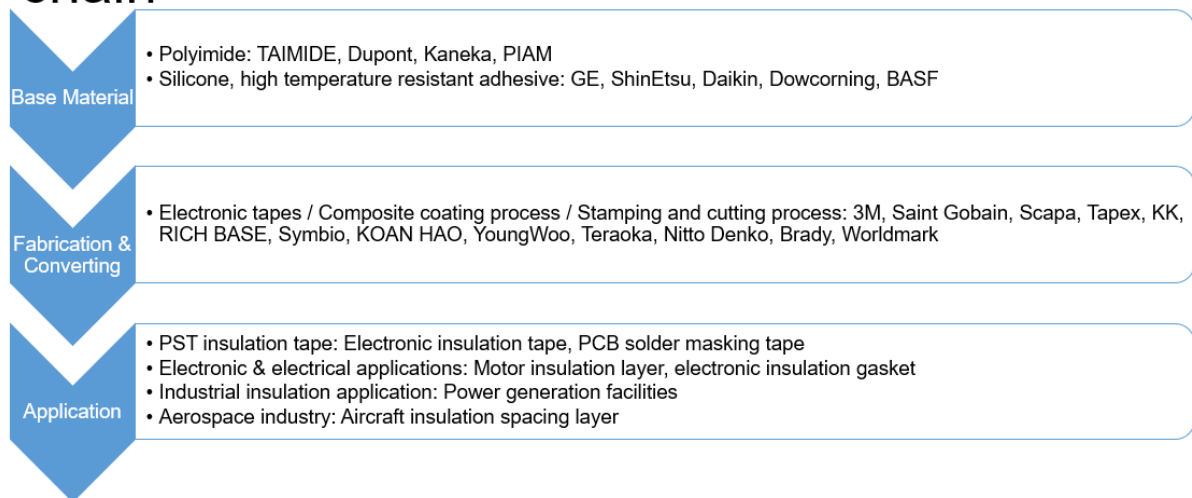 chain
Base Material
• Polyimide: TAIMIDE, Dupont, Kaneka, PIAM
• Silicone, high temperature resistant adhesive: GE, ShinEtsu, Daikin, Dowcorning, BASF
Fabrication &
Converting
• Electronic tapes / Composite coating process / Stamping and cutting process: 3M, Saint Gobain, Scapa, Tapex, KK,
RICH BASE, Symbio, KOAN HAO, YoungWoo, Teraoka, Nitto Denko, Brady, Worldmark
Application
• PST insulation tape: Electronic insulation tape, PCB solder masking tape
• Electronic & electrical applications: Motor insulation layer, electronic insulation gasket
• Industrial insulation application: Power generation facilities
• Aerospace industry: Aircraft insulation spacing layer